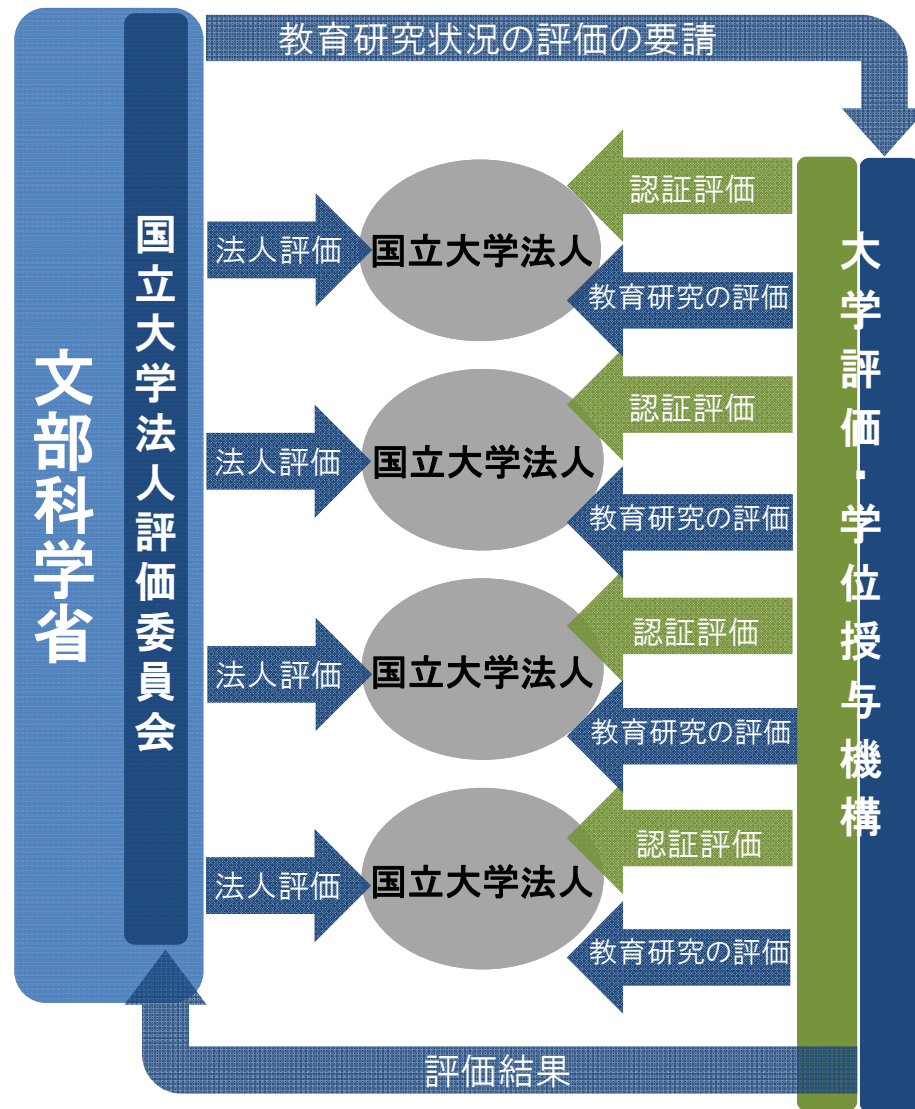 教育研究状況の評価の要請
文部科学省
国立大学法人評価委員会
大学評価・学位授与機構
認証評価
法人評価
国立大学法人
教育研究の評価
認証評価
法人評価
国立大学法人
教育研究の評価
認証評価
法人評価
国立大学法人
教育研究の評価
認証評価
法人評価
国立大学法人
教育研究の評価
評価結果